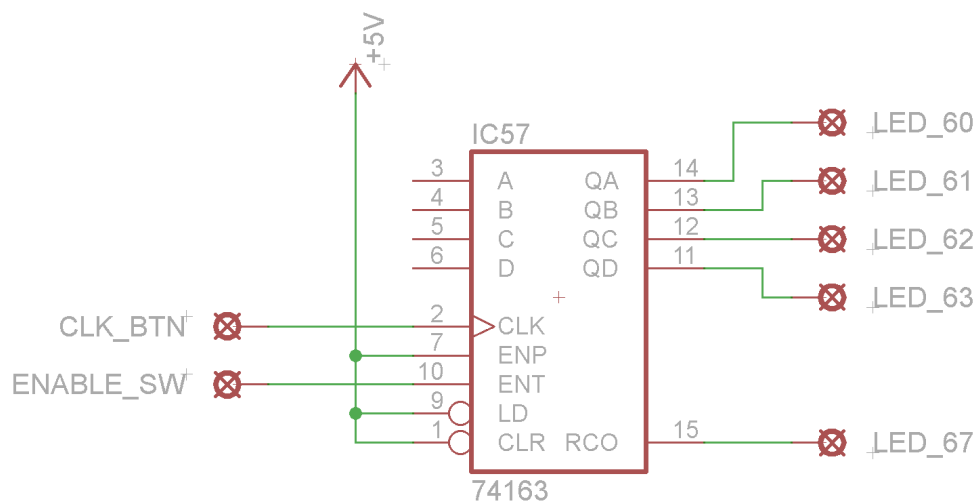 +5V
IC57
LED_60
3 A QA 14
LED_61
4 B QB 13
5 C QC 12
LED_62
6 D QD 11
LED_63
CLK_BTN
2 CLK
7 ENP
ENABLE_SW
10 ENT
9 LD
1 CLR RCO 15
LED_67
74163